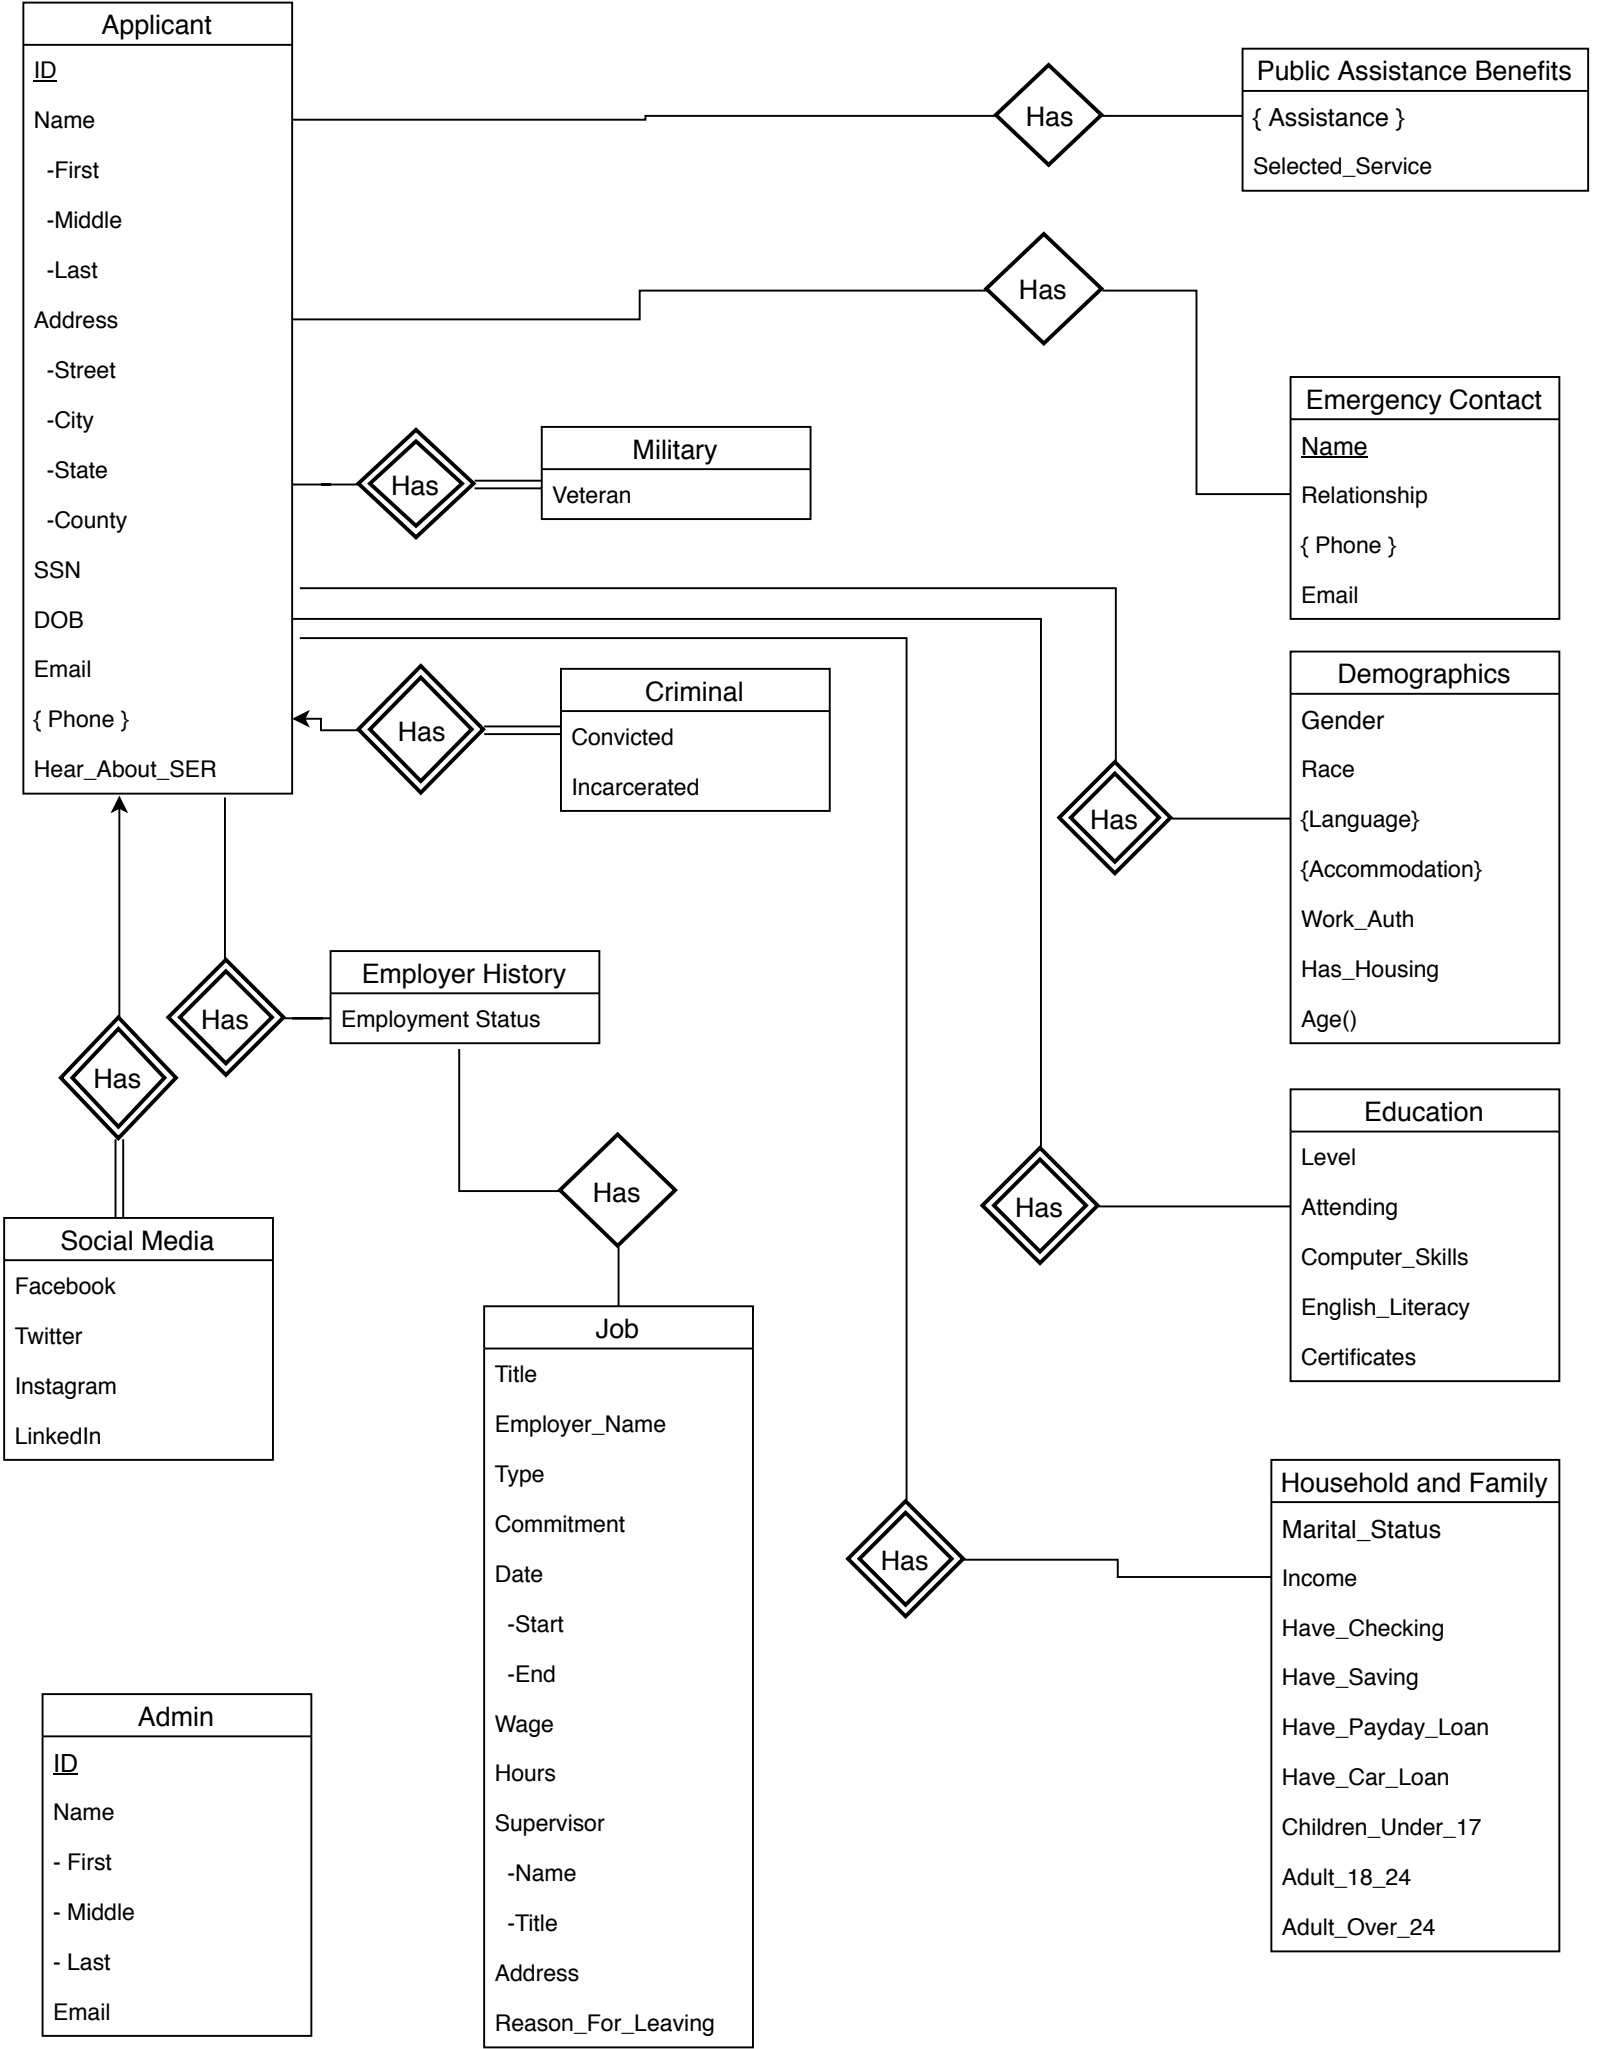 Applicant
ID
Name
-First
-Middle
-Last
Address
-Street
-City
-State
-County
SSN
DOB
Email
{ Phone }
Hear_About_SER
Has
Public Assistance Benefits
{ Assistance }
Selected_Service
Has
Emergency Contact
Name
Relationship
{ Phone }
Email
Has
Military
Veteran
Has
Criminal
Convicted
Incarcerated
Has
Demographics
Gender
Race
{Language}
{Accommodation}
Work_Auth
Has_Housing
Age()
Has
Employer History
Employment Status
Has
Social Media
Facebook
Twitter
Instagram
LinkedIn
Has
Job
Title
Employer_Name
Type
Commitment
Date
-Start
-End
Wage
Hours
Supervisor
-Name
-Title
Address
Reason_For_Leaving
Has
Education
Level
Attending
Computer_Skills
English_Literacy
Certificates
Has
Household and Family
Marital_Status
Income
Have_Checking
Have_Saving
Have_Payday_Loan
Have_Car_Loan
Children_Under_17
Adult_18_24
Adult_Over_24
Admin
ID
Name
- First
- Middle
- Last
Email